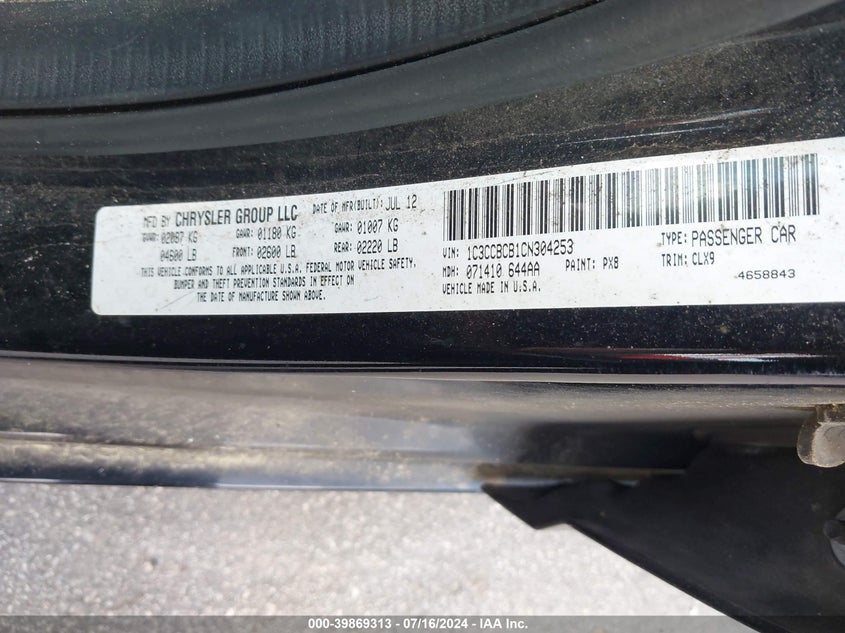 MFD BY CHRYSLER GROUP LLC DATE OF MFR(BUILT): JUL 12
GVWR: 02087 KG GAWR: 01180 KG GAWR: 01007 KG
04600 LB FRONT: 02600 LB REAR: 02220 LB
THIS VEHICLE CONFORMS TO ALL APPLICABLE U.S.A. FEDERAL MOTOR VEHICLE SAFETY,
BUMPER AND THEFT PREVENTION STANDARDS IN EFFECT ON
THE DATE OF MANUFACTURE SHOWN ABOVE.
VIN: 1C3CCBCB1CN304253 TYPE: PASSENGER CAR
MDH: 071410 644AA PAINT: PX8 TRIM: CLX9
VEHICLE MADE IN U.S.A. 4658843
000-39869313 - 07/16/2024 - IAA Inc.